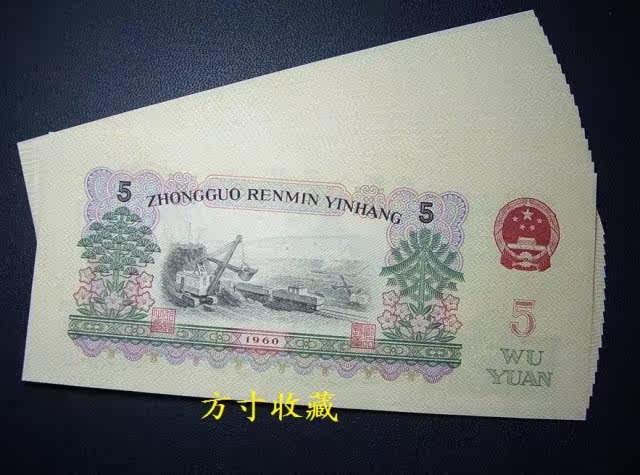 5 ZHONGGUO RENMIN YINHANG 5
1960
5
WU
YUAN
方寸收藏